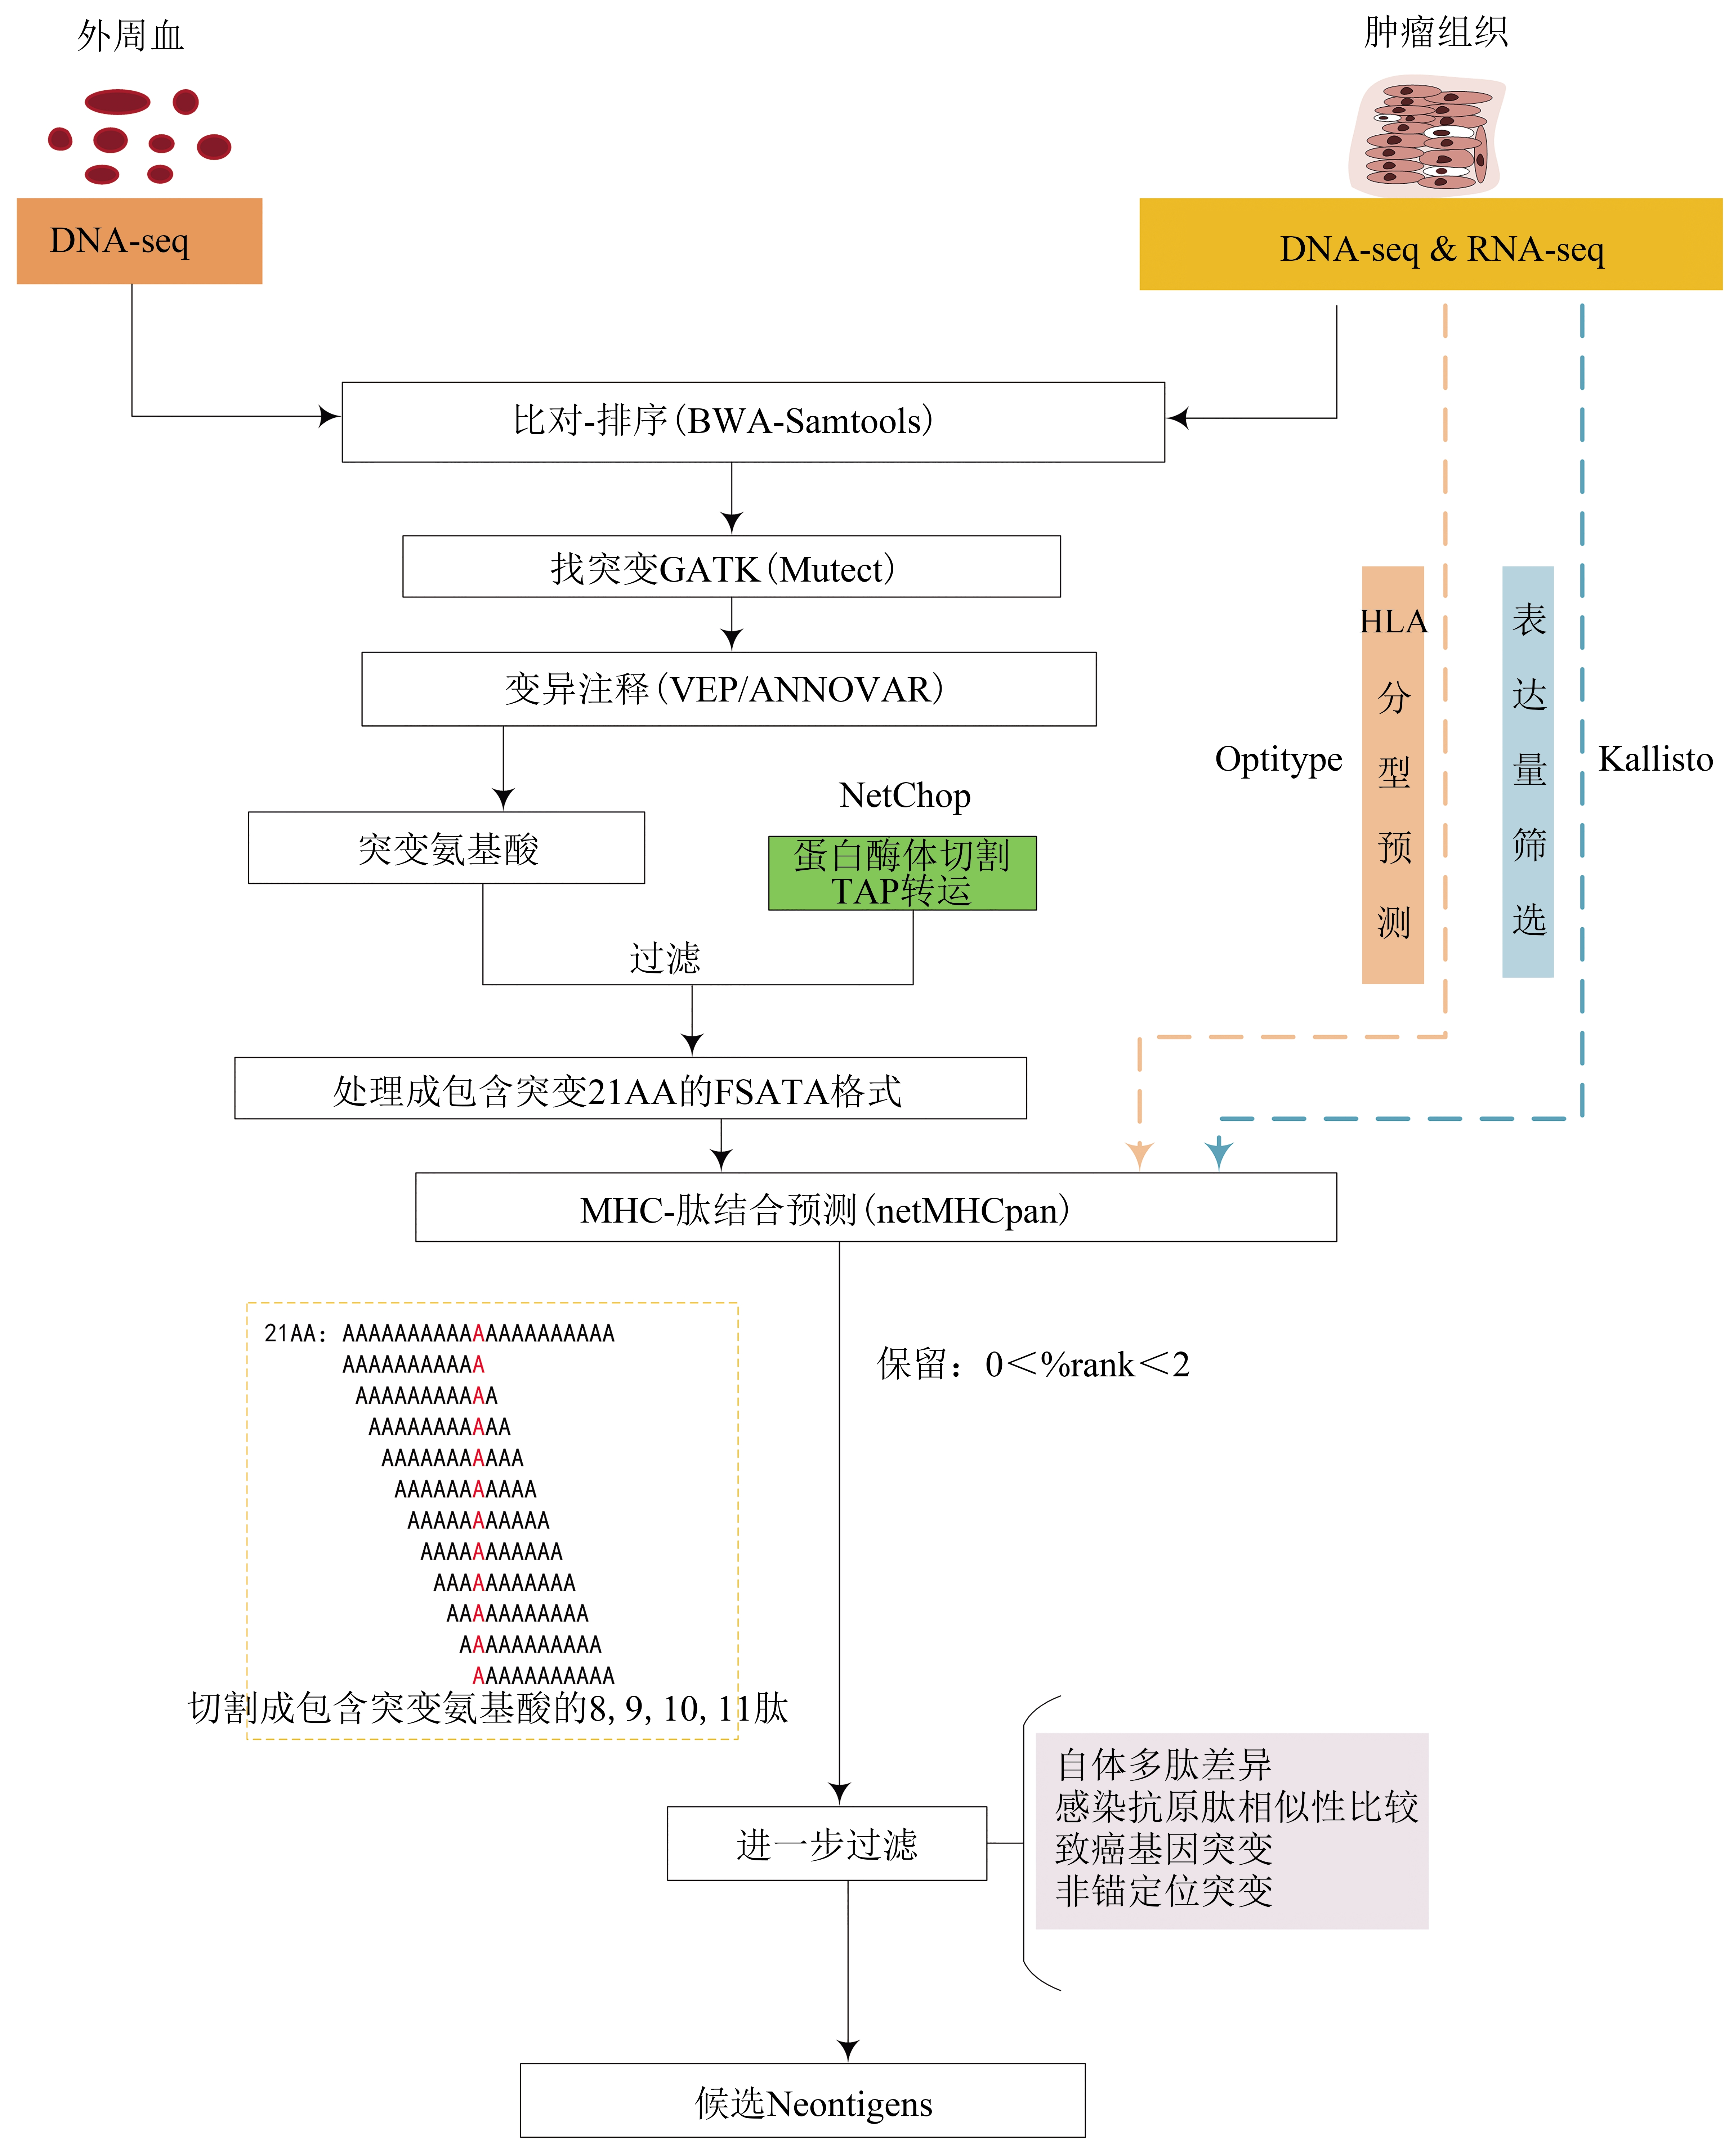 外周血
肿瘤组织
DNA-seq
DNA-seq & RNA-seq
比对-排序(BWA-Samtools)
找突变GATK(Mutect)
变异注释(VEP/ANNOVAR)
HLA
分
型
预
测
表
达
量
筛
选
Optitype
Kallisto
突变氨基酸
NetChop
蛋白酶体切割
TAP转运
过滤
处理成包含突变21AA的FSATA格式
MHC-肽结合预测(netMHCpan)
21AA: AAAAAAAAAAAAAAAAAAAAA
AAAAAAAAAAA
AAAAAAAAAAA
AAAAAAAAAAA
AAAAAAAAAAA
AAAAAAAAAAA
AAAAAAAAAAA
AAAAAAAAAAA
AAAAAAAAAAA
AAAAAAAAAAA
AAAAAAAAAAA
AAAAAAAAAAA
切割成包含突变氨基酸的8, 9, 10, 11肽
保留：0＜%rank＜2
进一步过滤
自体多肽差异
感染抗原肽相似性比较
致癌基因突变
非锚定位突变
候选Neontigens